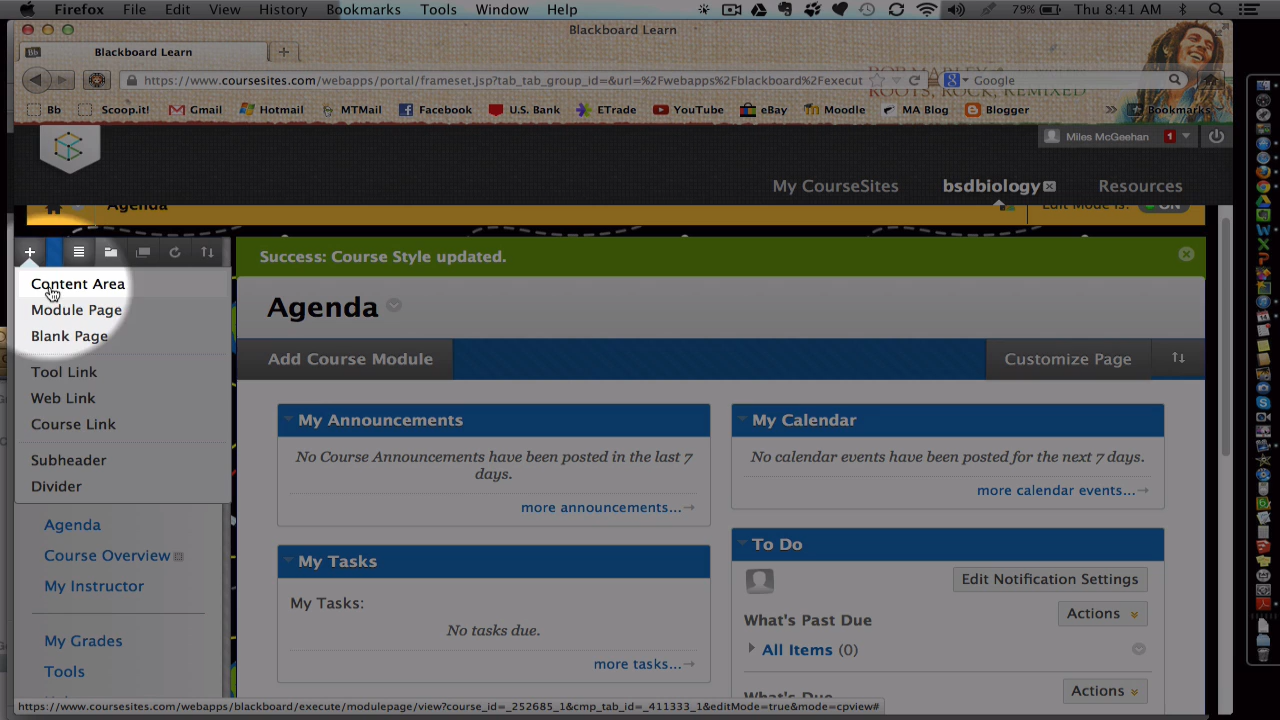 Firefox File Edit View History Bookmarks Tools Window Help 79% Thu 8:41 AM
Blackboard Learn
Bb Blackboard Learn
https://www.coursesites.com/webapps/portal/frameset.jsp?tab_tab_group_id=&url=%2Fwebapps%2Fblackboard%2Fexecut Google
ROOTS, ROCK, REMIXED
Bb Scoop.it! Gmail Hotmail MTMail Facebook U.S. Bank ETrade YouTube eBay Moodle MA Blog Blogger Bookmarks
Miles McGeehan 1
My CourseSites bsdbiology Resources
Agenda Edit Mode is: ON
Success: Course Style updated.
Content Area
Module Page
Blank Page
Tool Link
Web Link
Course Link
Subheader
Divider
Agenda
Course Overview
My Instructor
My Grades
Tools
Agenda
Add Course Module Customize Page
My Announcements
No Course Announcements have been posted in the last 7
days.
more announcements...→
My Tasks
My Tasks:
No tasks due.
more tasks...→
My Calendar
No calendar events have been posted for the next 7 days.
more calendar events...→
To Do
Edit Notification Settings
Actions
What's Past Due
All Items (0)
Actions
What's Due
https://www.coursesites.com/webapps/blackboard/execute/modulepage/view?course_id=_252685_1&cmp_tab_id=_411333_1&editMode=true&mode=cpview#